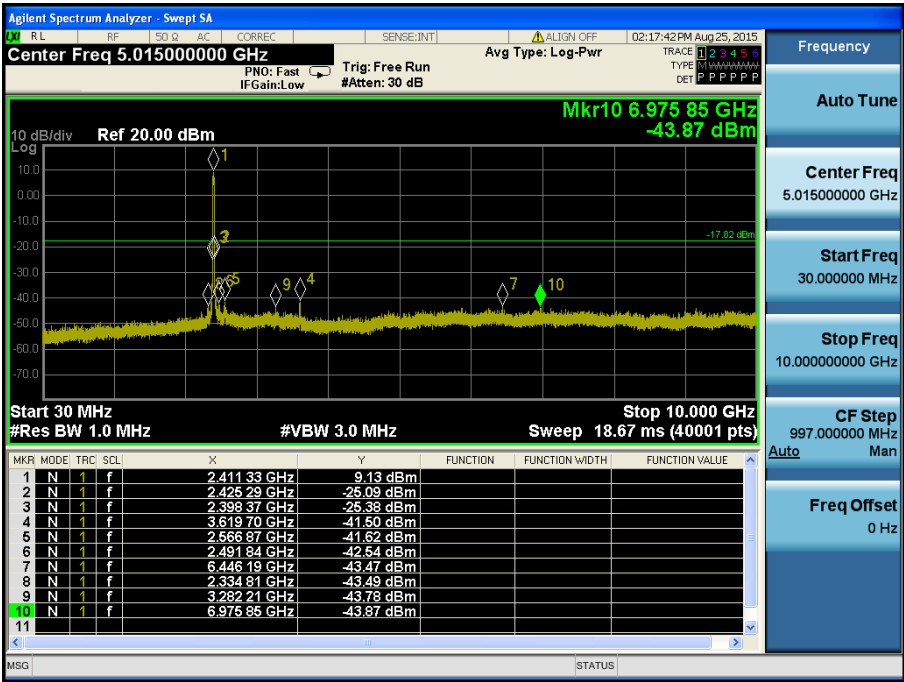 Agilent Spectrum Analyzer - Swept SA
LXI RL RF 50 Ω AC CORREC SENSE:INT ALIGN OFF 02:17:42 PM Aug 25, 2015
Center Freq 5.015000000 GHz
PNO: Fast
IFGain:Low
Trig: Free Run
#Atten: 30 dB
Avg Type: Log-Pwr
TRACE 1 2 3 4 5 6
TYPE M
DET P P P P P P
Mkr10 6.975 85 GHz
-43.87 dBm
10 dB/div Ref 20.00 dBm
Log
10.0
0.00
-10.0
-20.0
-30.0
-40.0
-50.0
-60.0
-70.0
1
-17.82 dBm
5
9
4
7
10
Start 30 MHz
Stop 10.000 GHz
#Res BW 1.0 MHz
#VBW 3.0 MHz
Sweep 18.67 ms (40001 pts)
MKR MODE TRC SCL X Y FUNCTION FUNCTION WIDTH FUNCTION VALUE
1 N 1 f 2.411 33 GHz 9.13 dBm
2 N 1 f 2.425 29 GHz -25.09 dBm
3 N 1 f 2.398 37 GHz -25.38 dBm
4 N 1 f 3.619 70 GHz -41.50 dBm
5 N 1 f 2.566 87 GHz -41.62 dBm
6 N 1 f 2.491 84 GHz -42.54 dBm
7 N 1 f 6.446 19 GHz -43.47 dBm
8 N 1 f 2.334 81 GHz -43.49 dBm
9 N 1 f 3.282 21 GHz -43.78 dBm
10 N 1 f 6.975 85 GHz -43.87 dBm
11
MSG
STATUS
Frequency
Auto Tune
Center Freq
5.015000000 GHz
Start Freq
30.000000 MHz
Stop Freq
10.000000000 GHz
CF Step
997.000000 MHz
Auto Man
Freq Offset
0 Hz